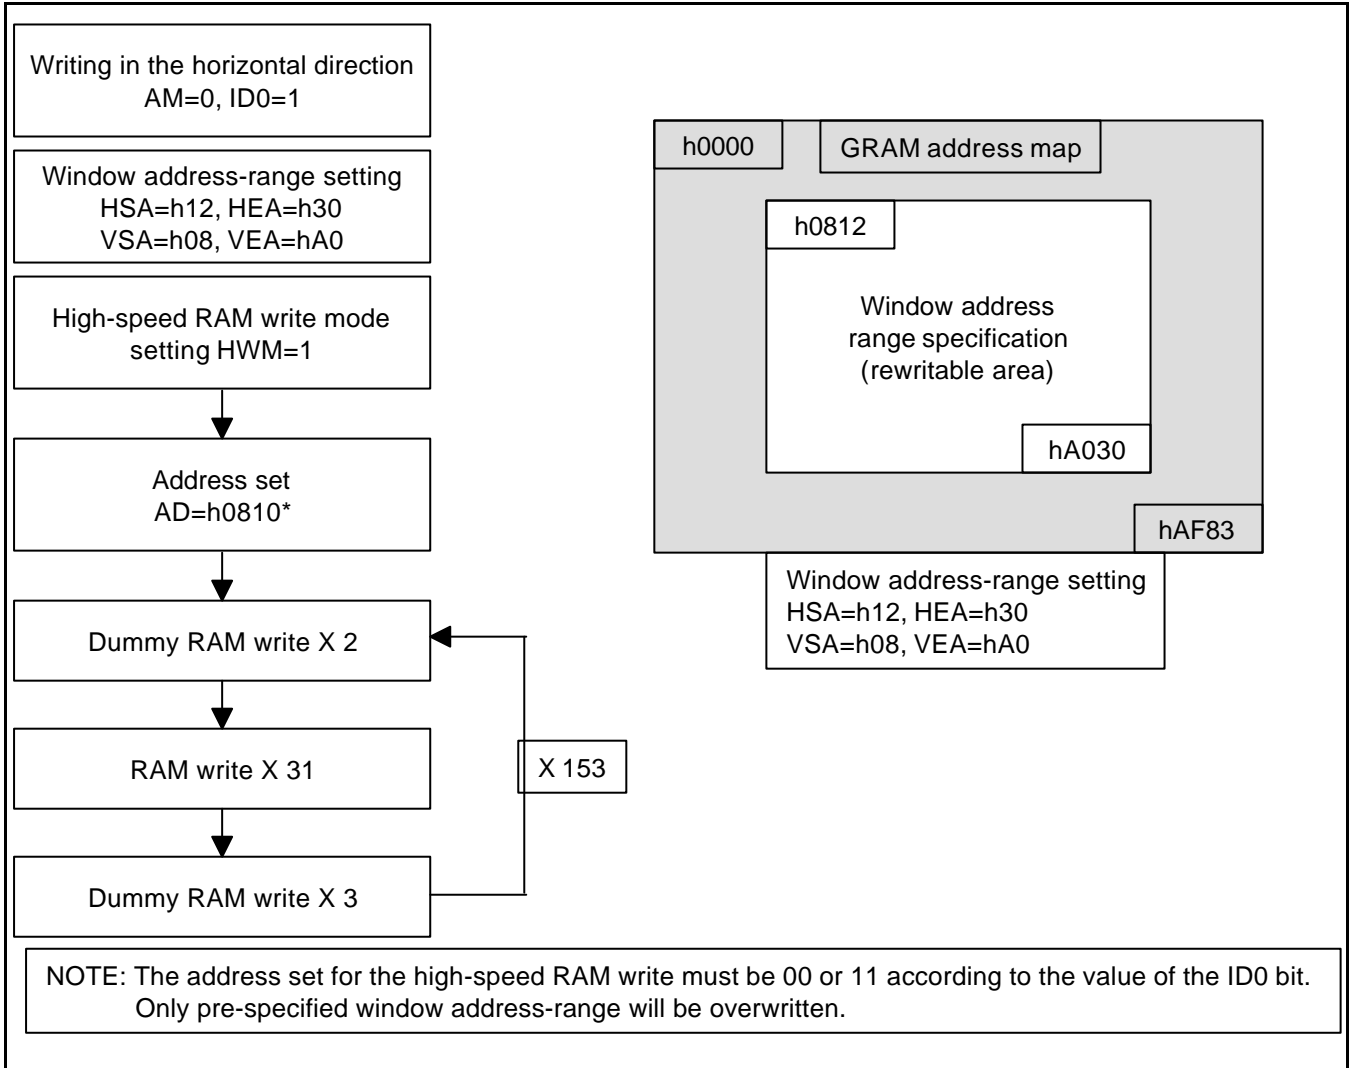 Writing in the horizontal direction
AM=0, ID0=1
Window address-range setting
HSA=h12, HEA=h30
VSA=h08, VEA=hA0
High-speed RAM write mode
setting HWM=1
Address set
AD=h0810*
Dummy RAM write X 2
RAM write X 31
Dummy RAM write X 3
X 153
h0000
GRAM address map
h0812
Window address
range specification
(rewritable area)
hA030
hAF83
Window address-range setting
HSA=h12, HEA=h30
VSA=h08, VEA=hA0
NOTE: The address set for the high-speed RAM write must be 00 or 11 according to the value of the ID0 bit.
Only pre-specified window address-range will be overwritten.